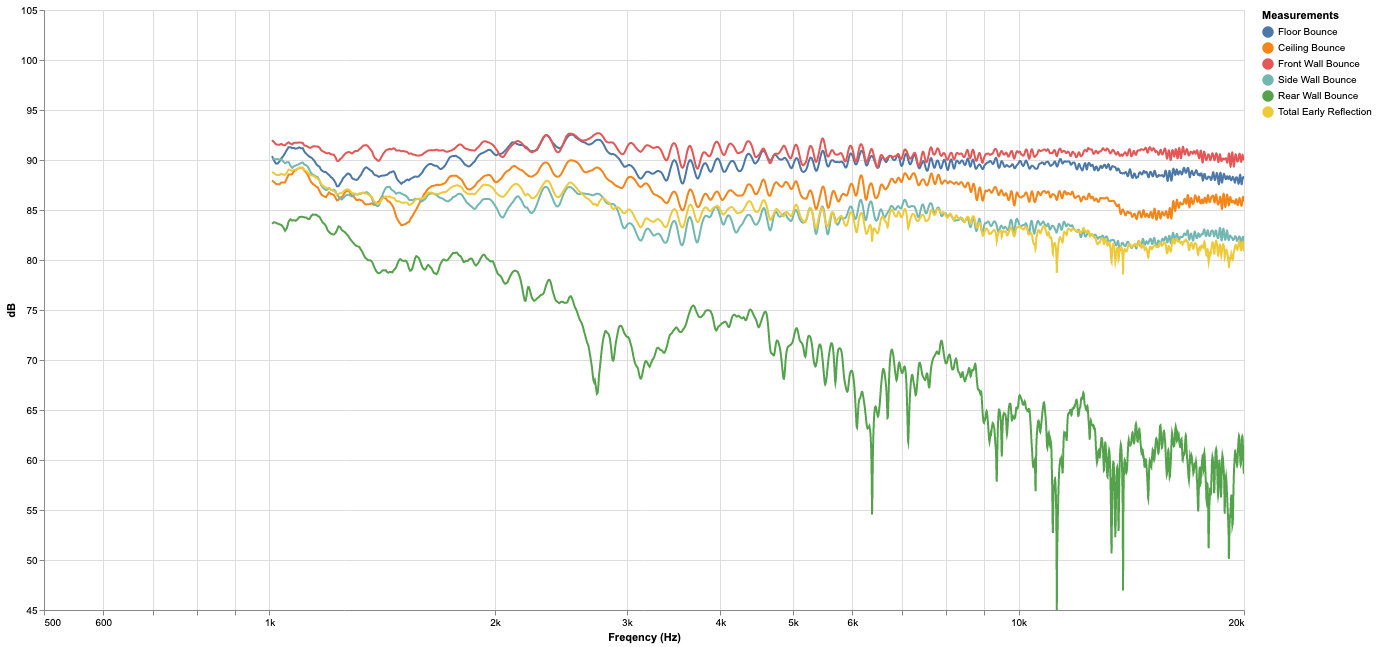 105
100
95
90
85
80
75
70
65
60
55
50
45
dB
500 600 1k 2k 3k 4k 5k 6k 10k 20k
Freqency (Hz)
Measurements
Floor Bounce
Ceiling Bounce
Front Wall Bounce
Side Wall Bounce
Rear Wall Bounce
Total Early Reflection